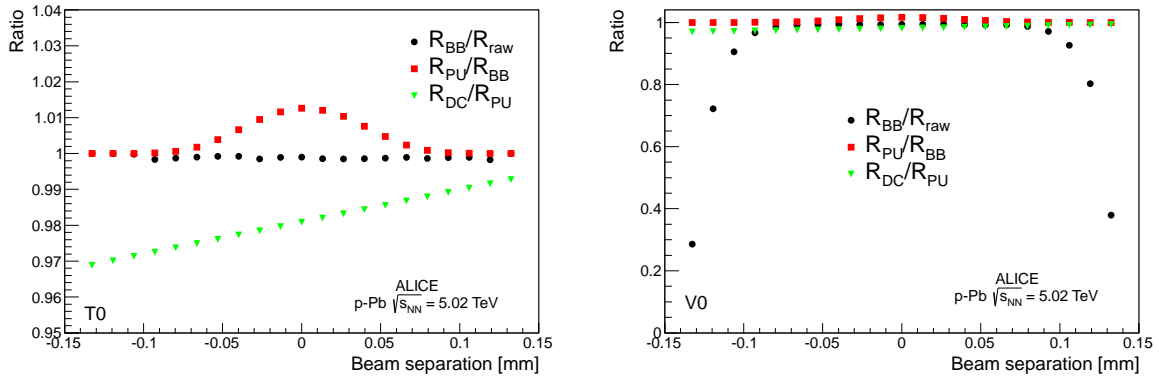 Ratio
1.04
1.03
1.02
1.01
1
0.99
0.98
0.97
0.96
0.95
R_BB/R_raw
R_PU/R_BB
R_DC/R_PU
ALICE
p-Pb √s_NN = 5.02 TeV
T0
-0.15 -0.1 -0.05 0 0.05 0.1 0.15
Beam separation [mm]
Ratio
1
0.8
0.6
0.4
0.2
0
R_BB/R_raw
R_PU/R_BB
R_DC/R_PU
ALICE
p-Pb √s_NN = 5.02 TeV
V0
-0.15 -0.1 -0.05 0 0.05 0.1 0.15
Beam separation [mm]